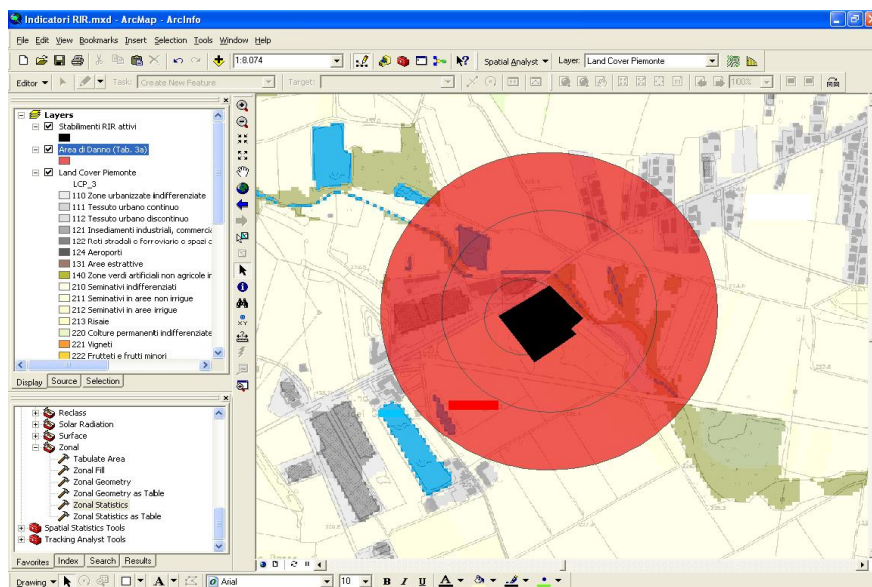 Indicatori RIR.mxd - ArcMap - ArcInfo
File Edit View Bookmarks Insert Selection Tools Window Help
1:8.074
Spatial Analyst
Layer: Land Cover Piemonte
Editor
Task: Create New Feature
Target:
100%
Layers
Stabilimenti RIR attivi
Area di Danno (Tab. 3a)
Land Cover Piemonte
LCP_3
110 Zone urbanizzate indifferenziate
111 Tessuto urbano continuo
112 Tessuto urbano discontinuo
121 Insediamenti industriali, commercia
122 Reti stradali e ferroviarie e spazi
124 Aeroporti
131 Aree estrattive
140 Zone verdi artificiali non agricole
210 Seminativi indifferenziati
211 Seminativi in aree non irrigue
212 Seminativi in aree irrigue
213 Risaie
220 Colture permanenti indifferenziate
221 Vigneti
222 Frutteti e frutti minori
Display Source Selection
Reclass
Solar Radiation
Surface
Zonal
Tabulate Area
Zonal Fill
Zonal Geometry
Zonal Geometry as Table
Zonal Statistics
Zonal Statistics as Table
Spatial Statistics Tools
Tracking Analyst Tools
Favorites Index Search Results
Drawing
A
Arial
10
B I U A